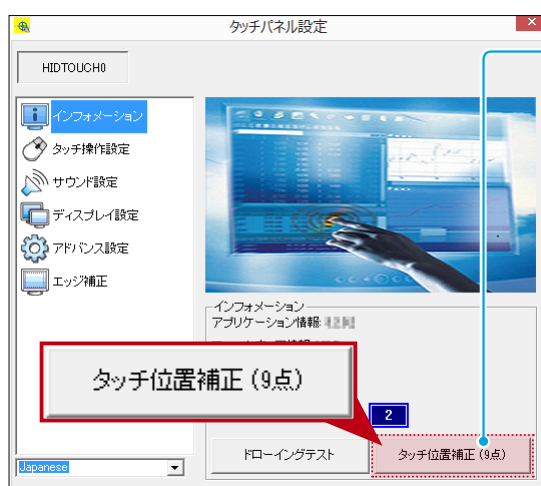 タッチパネル設定
HIDTOUCH0
インフォメーション
タッチ操作設定
サウンド設定
ディスプレイ設定
アドバンス設定
エッジ補正
インフォメーション
アプリケーション情報:
タッチ位置補正 (9点)
2
ドローイングテスト
タッチ位置補正 (9点)
Japanese